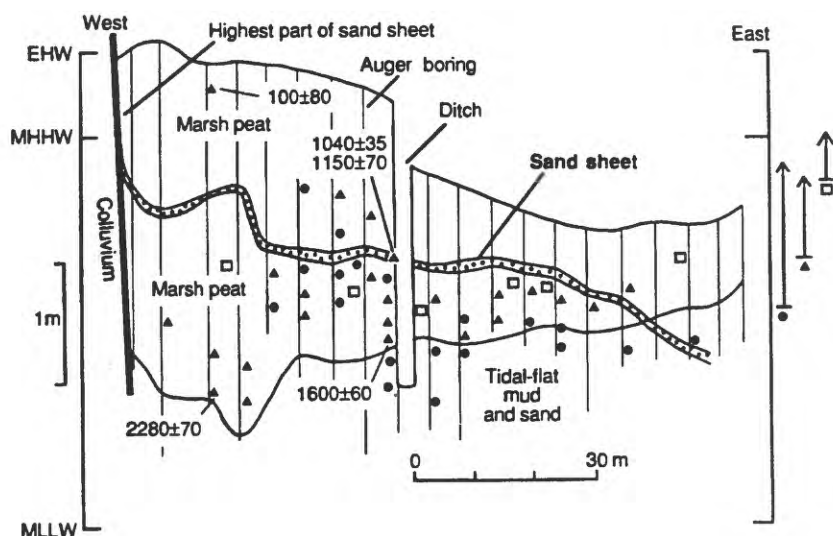 West
East
Highest part of sand sheet
EHW
Auger boring
100±80
Ditch
Marsh peat
MHHW
1040±35
1150±70
Sand sheet
Colluvium
Marsh peat
1m
1600±60
Tidal-flat
mud
and sand
2280±70
0 30 m
MLLW